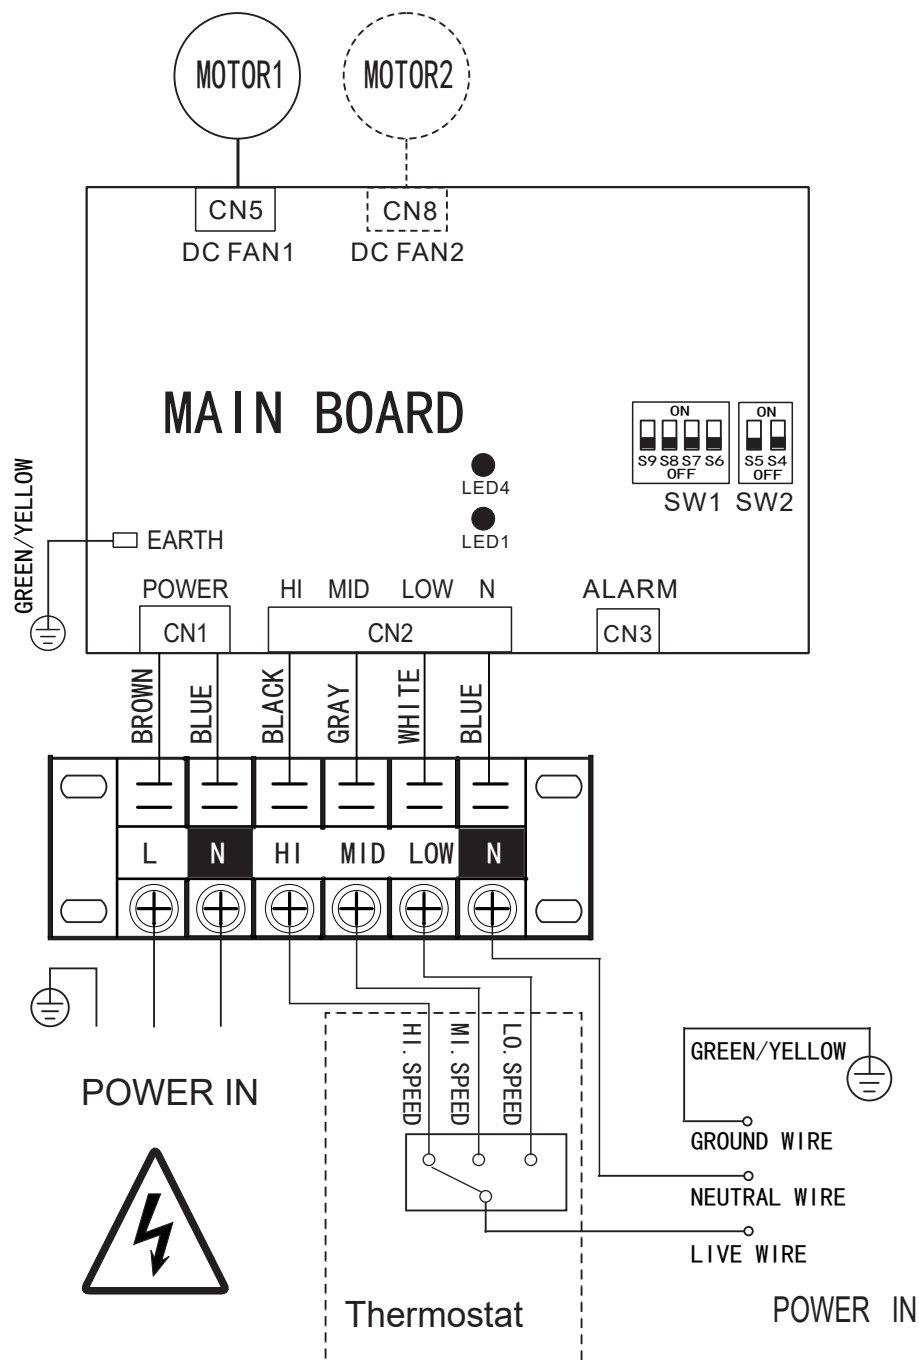 MOTOR1 MOTOR2
CN5 CN8
DC FAN1 DC FAN2
MAIN BOARD
ON ON
S9 S8 S7 S6 S5 S4
OFF OFF
SW1 SW2
LED4
LED1
GREEN/YELLOW
EARTH
POWER HI MID LOW N ALARM
CN1 CN2 CN3
BROWN BLUE BLACK GRAY WHITE BLUE
L N HI MID LOW N
HI. SPEED MI. SPEED LO. SPEED
GREEN/YELLOW
POWER IN
GROUND WIRE
NEUTRAL WIRE
LIVE WIRE
Thermostat
POWER IN